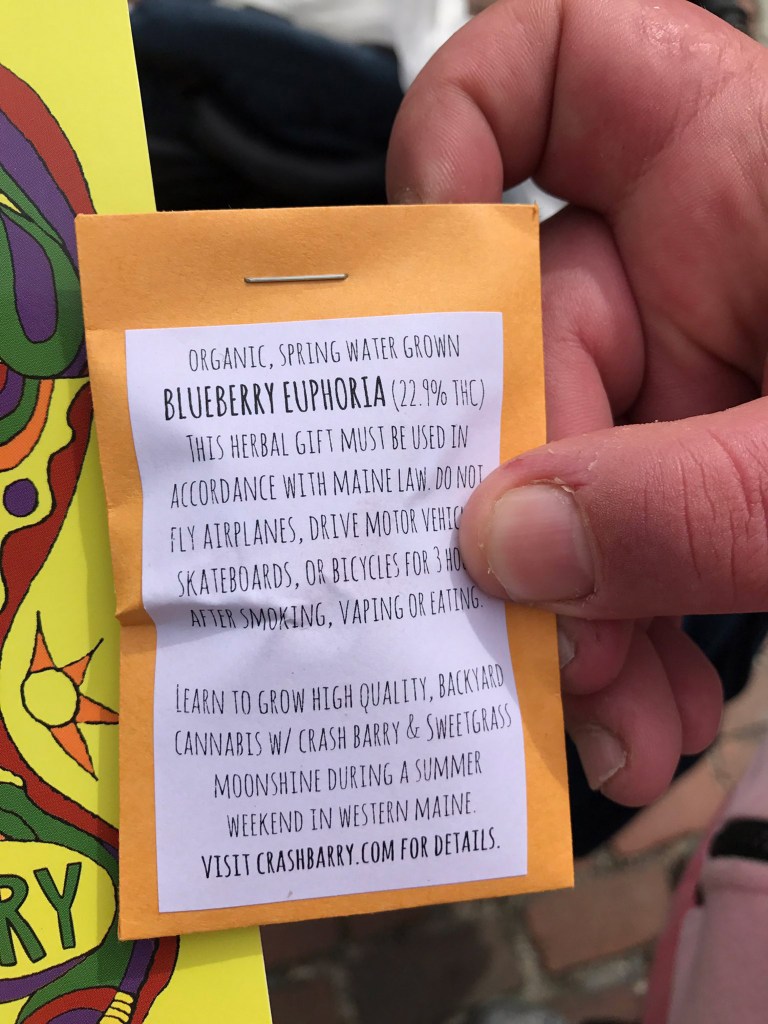 ORGANIC, SPRING WATER GROWN
BLUEBERRY EUPHORIA (22.9% THC)
THIS HERBAL GIFT MUST BE USED IN
ACCORDANCE WITH MAINE LAW. DO NOT
FLY AIRPLANES, DRIVE MOTOR
SKATEBOARDS, OR BICYCLES FOR 3
AFTER SMOKING, VAPING OR EATING.
LEARN TO GROW HIGH QUALITY, BACKYARD
CANNABIS W/ CRASH BARRY & SWEETGRASS
MOONSHINE DURING A SUMMER
WEEKEND IN WESTERN MAINE.
VISIT CRASHBARRY.COM FOR DETAILS.
RY